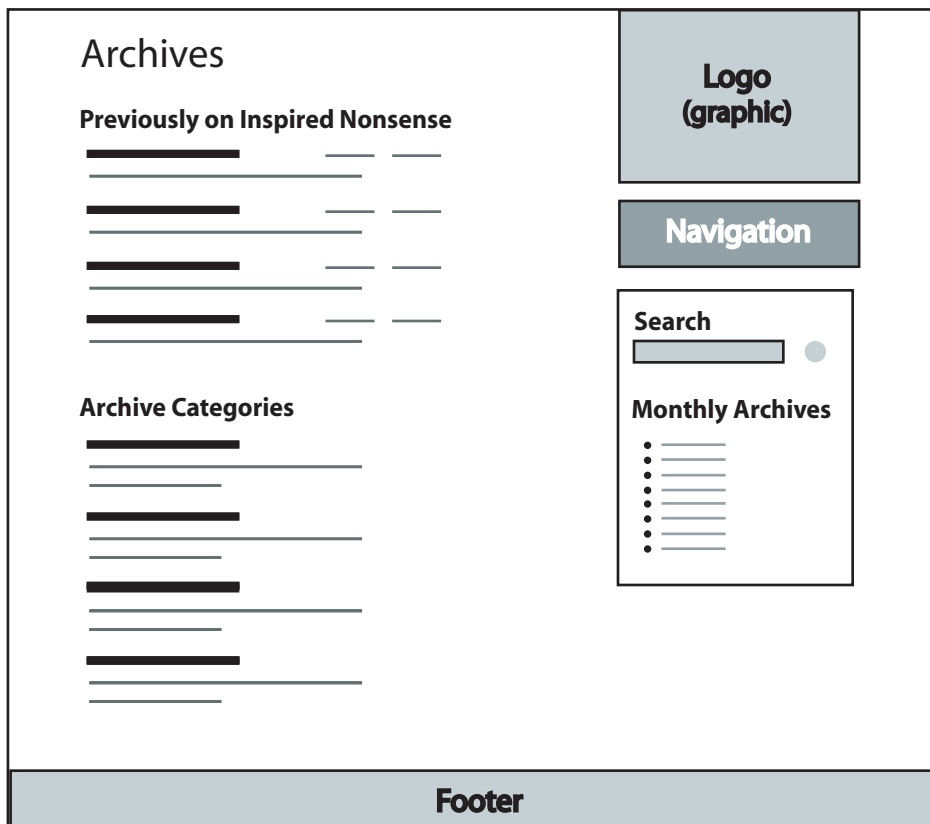 Archives
Previously on Inspired Nonsense
Archive Categories
Logo
(graphic)
Navigation
Search
Monthly Archives
Footer